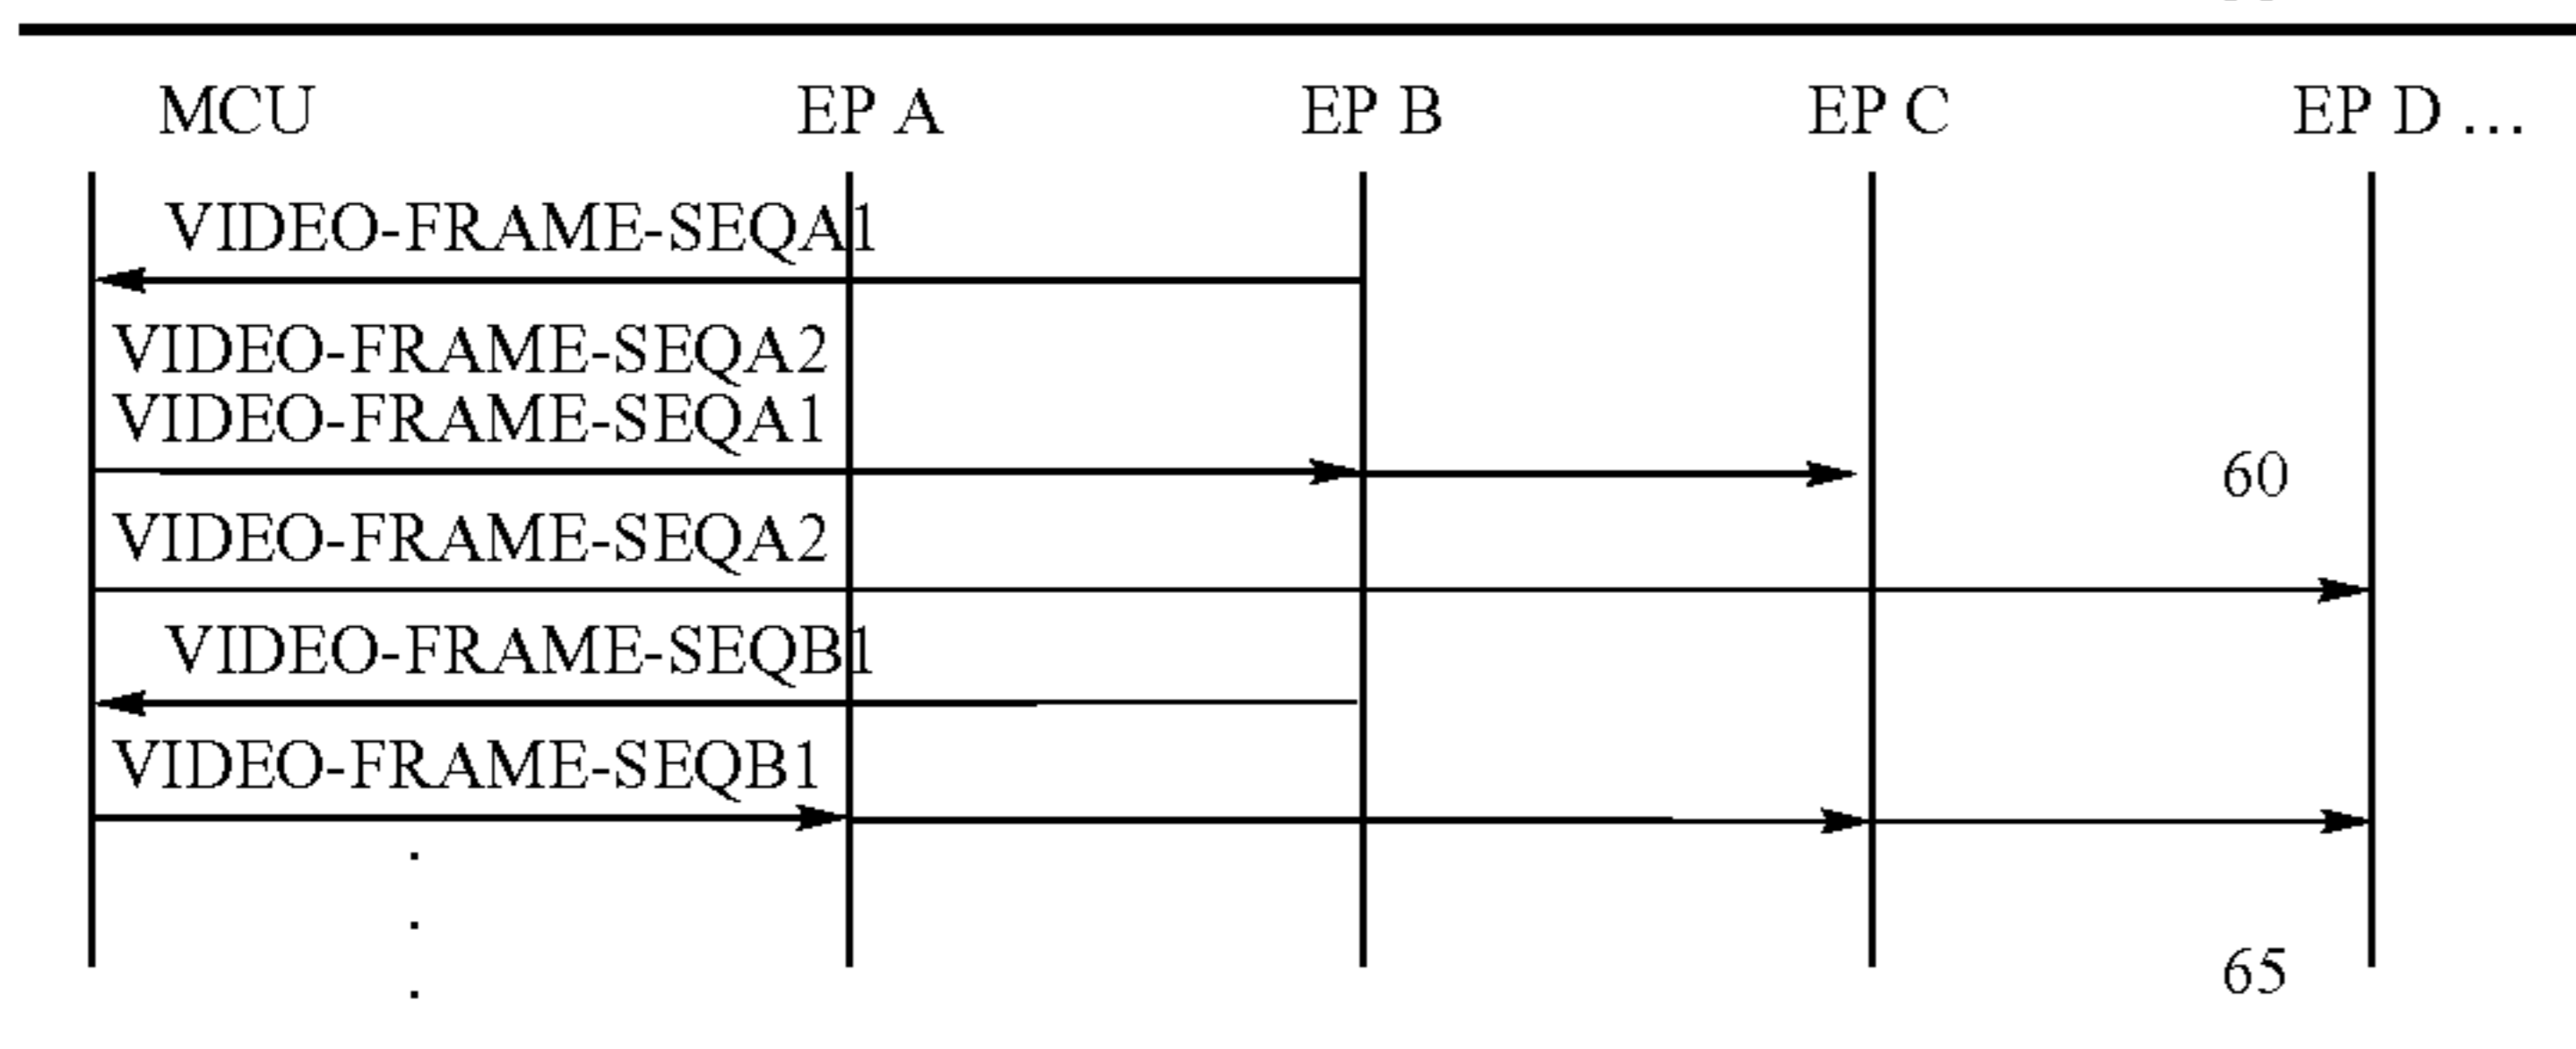 MCU EP A EP B EP C EP D ...
VIDEO-FRAME-SEQA1
VIDEO-FRAME-SEQA2
VIDEO-FRAME-SEQA1
60
VIDEO-FRAME-SEQA2
VIDEO-FRAME-SEQB1
VIDEO-FRAME-SEQB1
65